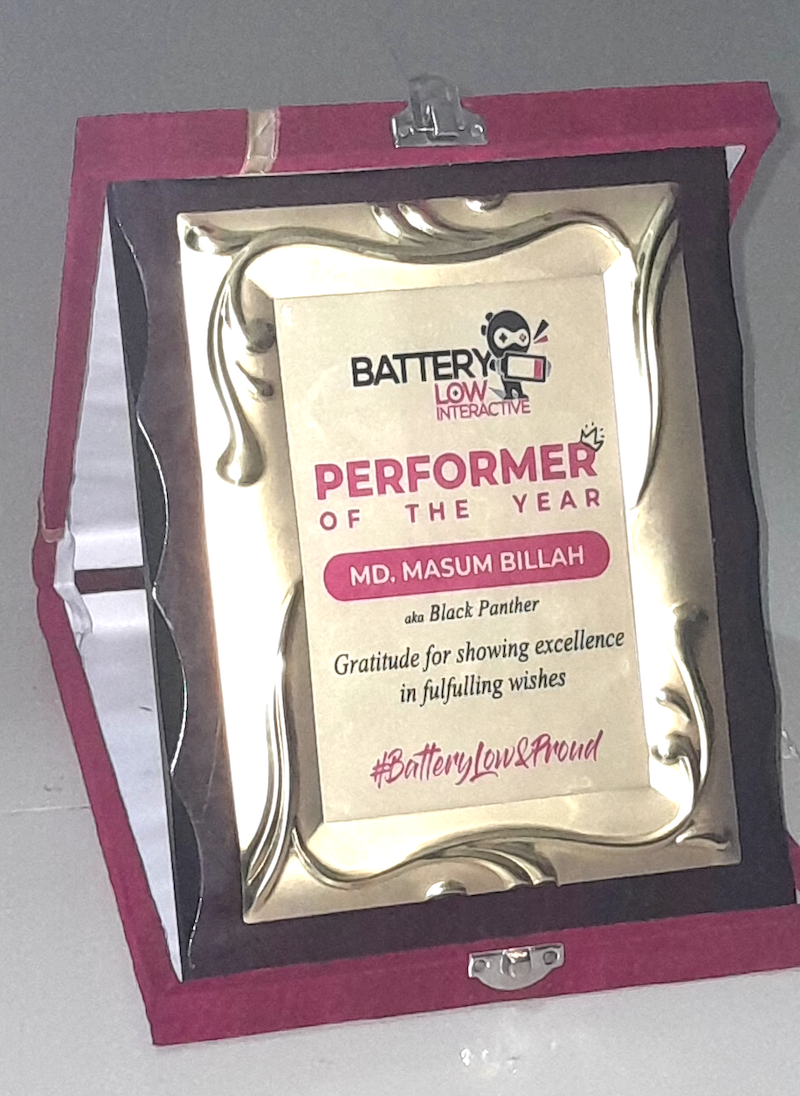 BATTERY
LOW
INTERACTIVE
PERFORMER
OF THE YEAR
MD. MASUM BILLAH
aka Black Panther
Gratitude for showing excellence
in fulfulling wishes
#BatteryLow&Proud